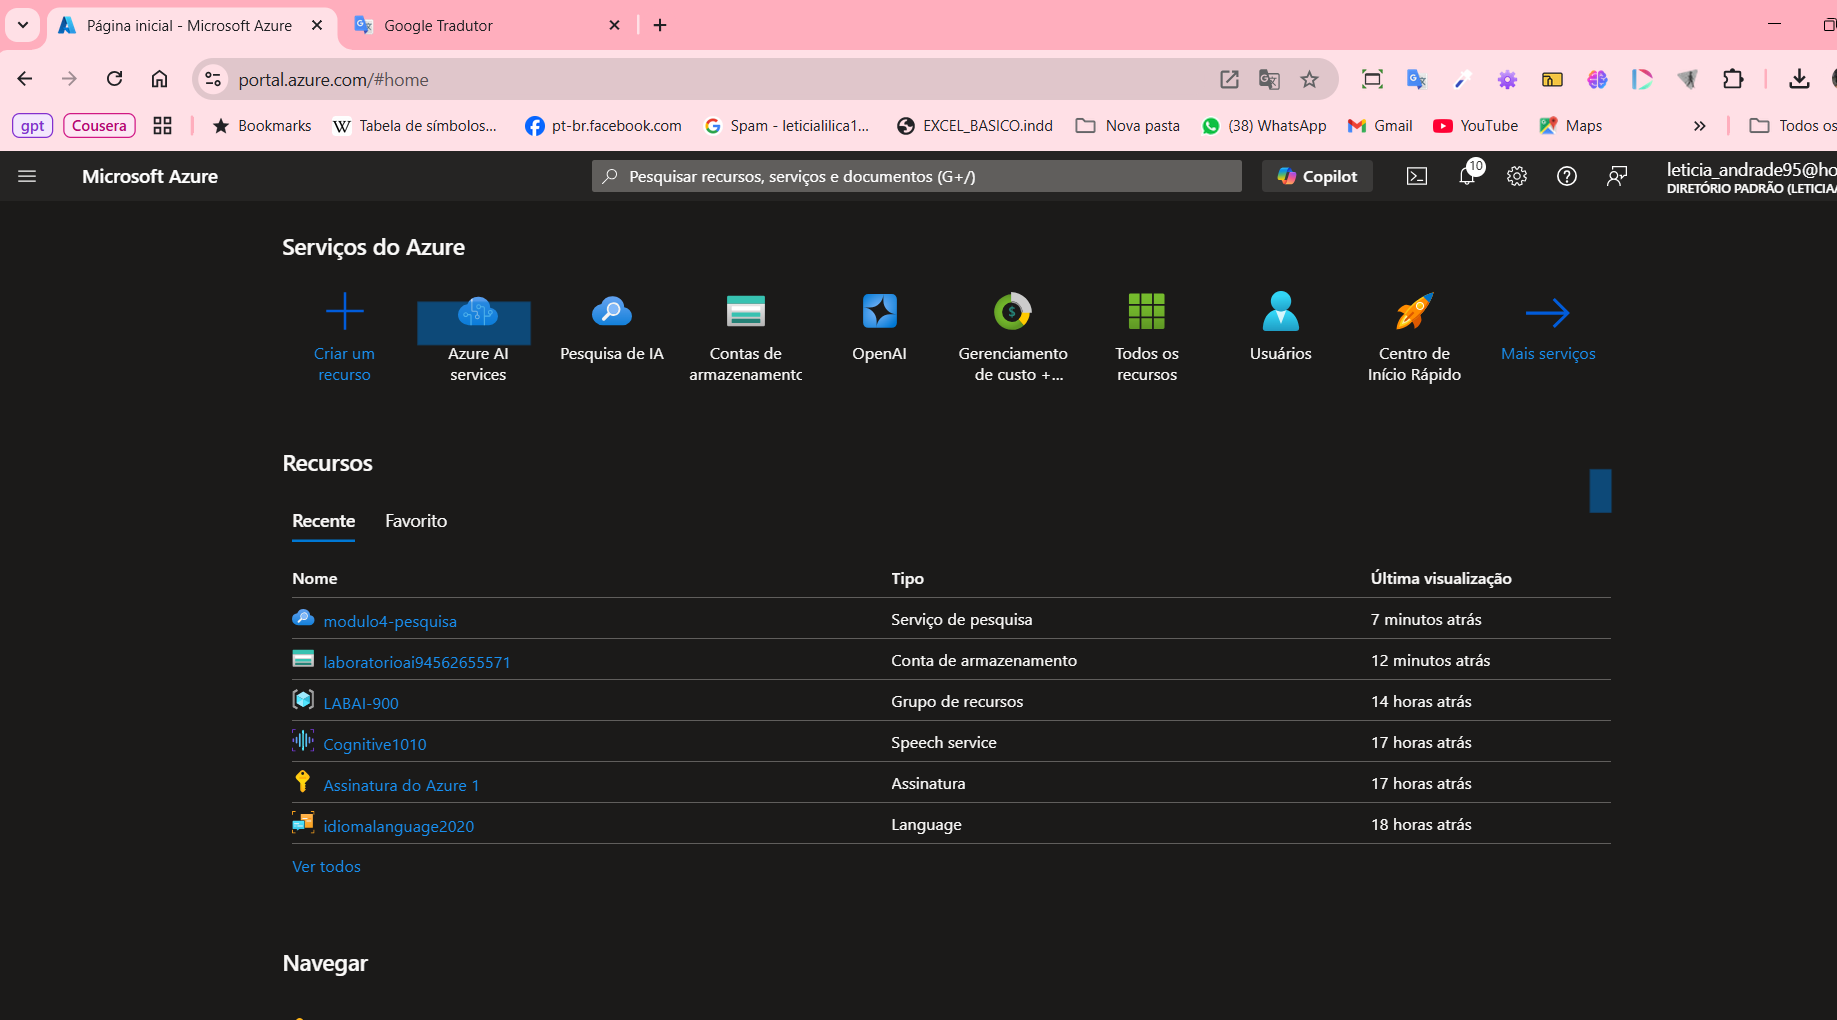 Página inicial - Microsoft Azure
Google Tradutor
portal.azure.com/#home
gpt
Cousera
Bookmarks
W Tabela de símbolos...
pt-br.facebook.com
Spam - leticialilica1...
EXCEL_BASICO.indd
Nova pasta
(38) WhatsApp
Gmail
YouTube
Maps
Todos os
Microsoft Azure
Pesquisar recursos, serviços e documentos (G+/)
Copilot
10
leticia_andrade95@ho
DIRETÓRIO PADRÃO (LETICIA
Serviços do Azure
Criar um
recurso
Azure AI
services
Pesquisa de IA
Contas de
armazenamento
OpenAI
Gerenciamento
de custo +...
Todos os
recursos
Usuários
Centro de
Início Rápido
Mais serviços
Recursos
Recente
Favorito
Nome Tipo Última visualização
modulo4-pesquisa Serviço de pesquisa 7 minutos atrás
laboratorioai94562655571 Conta de armazenamento 12 minutos atrás
LABAI-900 Grupo de recursos 14 horas atrás
Cognitive1010 Speech service 17 horas atrás
Assinatura do Azure 1 Assinatura 17 horas atrás
idiomalanguage2020 Language 18 horas atrás
Ver todos
Navegar